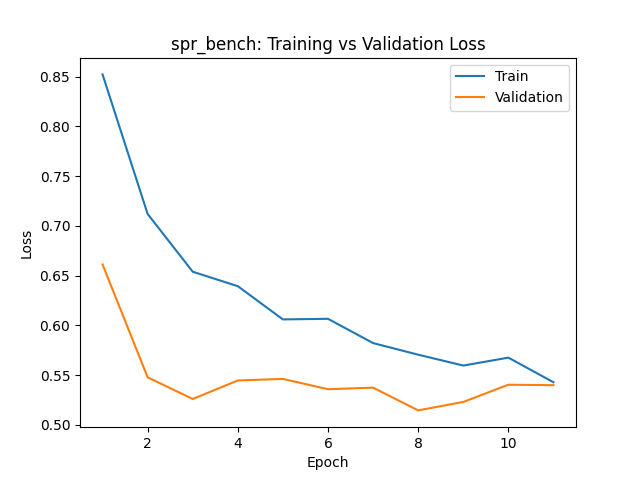 spr_bench: Training vs Validation Loss
Train
Validation
0.85
0.80
0.75
0.70
0.65
0.60
0.55
0.50
Loss
2
4
6
8
10
Epoch